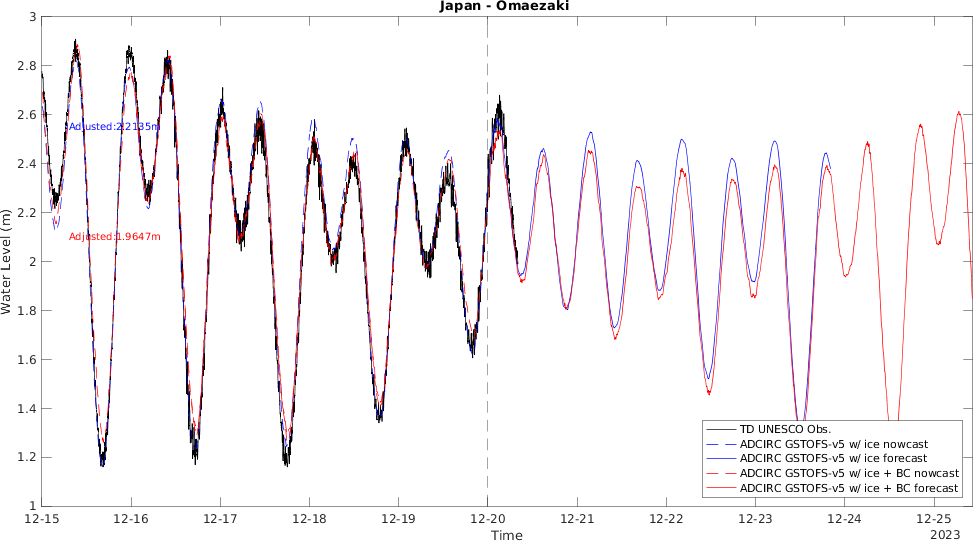 Japan - Omaezaki
3
2.8
2.6
2.4
2.2
2
1.8
1.6
1.4
1.2
1
Water Level (m)
Adjusted:2.2135m
Adjusted:1.9647m
TD UNESCO Obs.
ADCIRC GSTOFS-v5 w/ ice nowcast
ADCIRC GSTOFS-v5 w/ ice forecast
ADCIRC GSTOFS-v5 w/ ice + BC nowcast
ADCIRC GSTOFS-v5 w/ ice + BC forecast
12-15 12-16 12-17 12-18 12-19 12-20 12-21 12-22 12-23 12-24 12-25
Time
2023